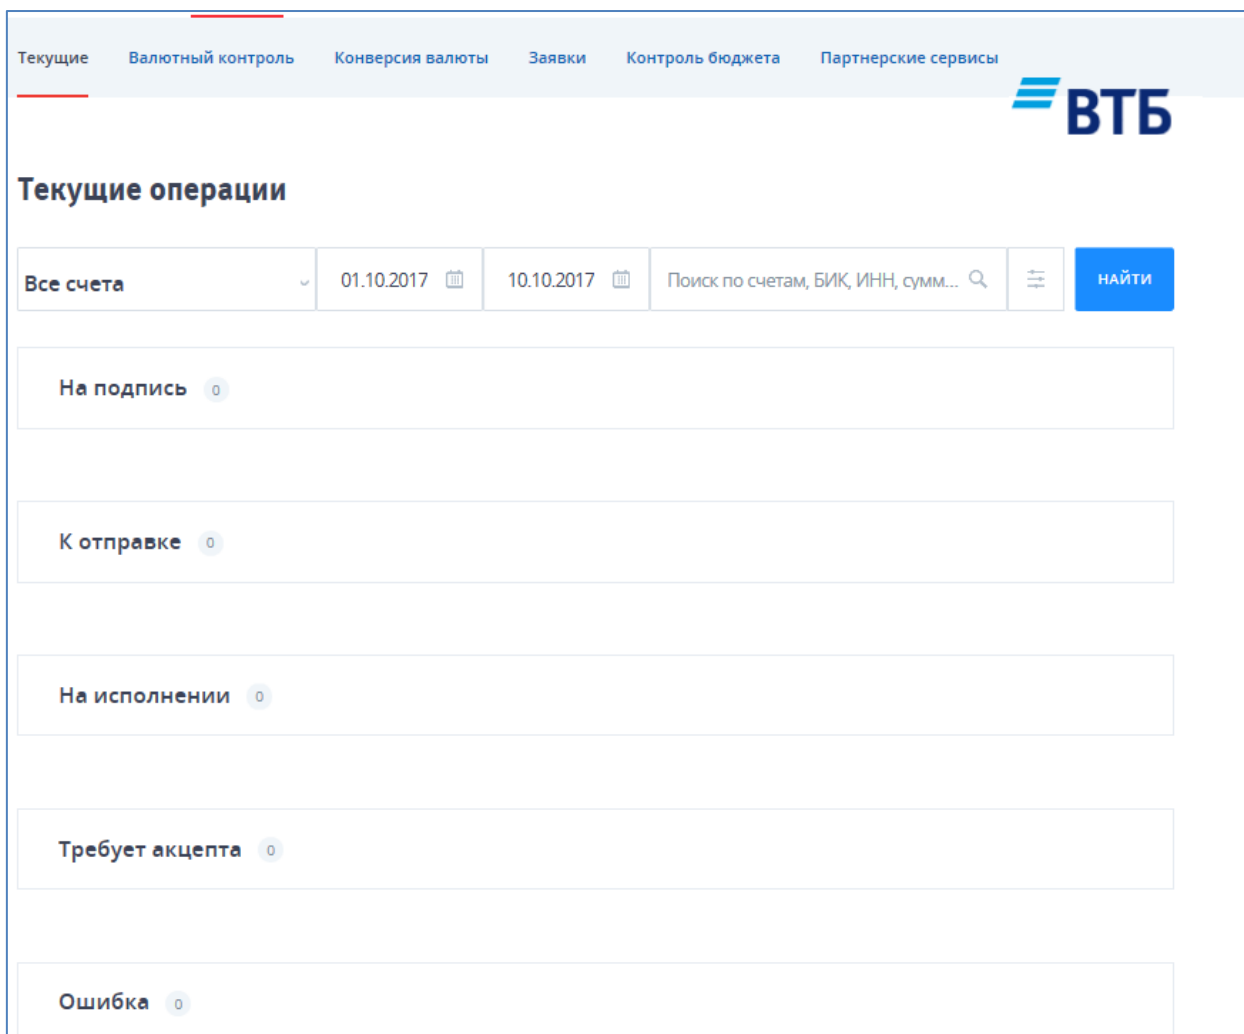 Текущие Валютный контроль Конверсия валюты Заявки Контроль бюджета Партнерские сервисы
ВТБ
Текущие операции
Все счета 01.10.2017 10.10.2017 Поиск по счетам, БИК, ИНН, сумм... НАЙТИ
На подпись 0
К отправке 0
На исполнении 0
Требует акцепта 0
Ошибка 0